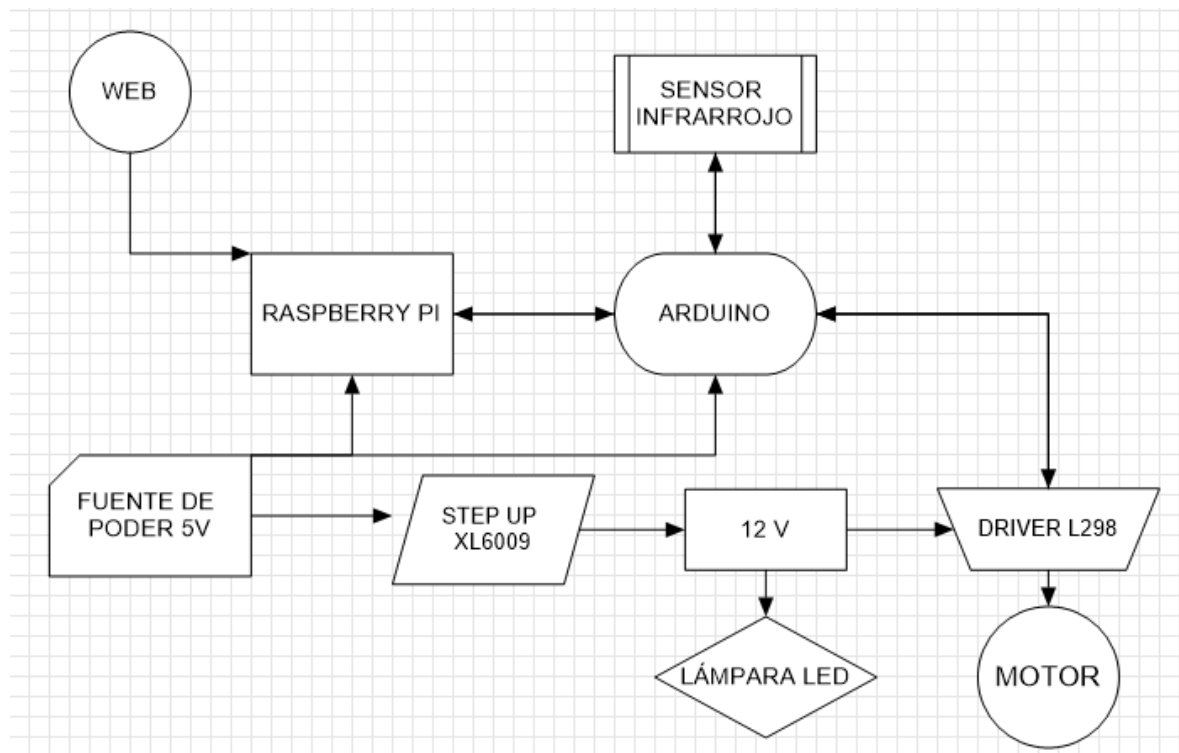 WEB
SENSOR
INFRARROJO
RASPBERRY PI
ARDUINO
FUENTE DE
PODER 5V
STEP UP
XL6009
12 V
DRIVER L298
LÁMPARA LED
MOTOR